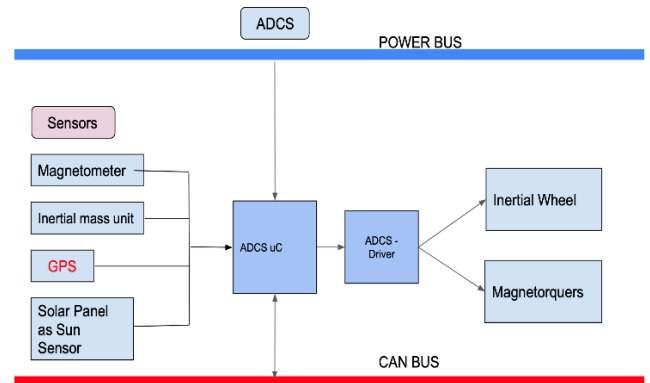 ADCS
POWER BUS
Sensors
Magnetometer
Inertial mass unit
GPS
Solar Panel
as Sun
Sensor
ADCS uC
ADCS -
Driver
Inertial Wheel
Magnetorquers
CAN BUS